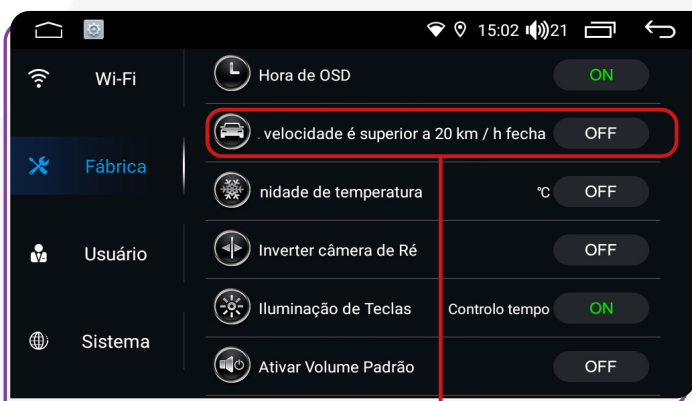 15:02 21
Wi-Fi
Hora de OSD ON
. velocidade é superior a 20 km / h fecha OFF
Fábrica
nidade de temperatura ℃ OFF
Usuário
Inverter câmera de Ré OFF
Iluminação de Teclas Controlo tempo ON
Sistema
Ativar Volume Padrão OFF